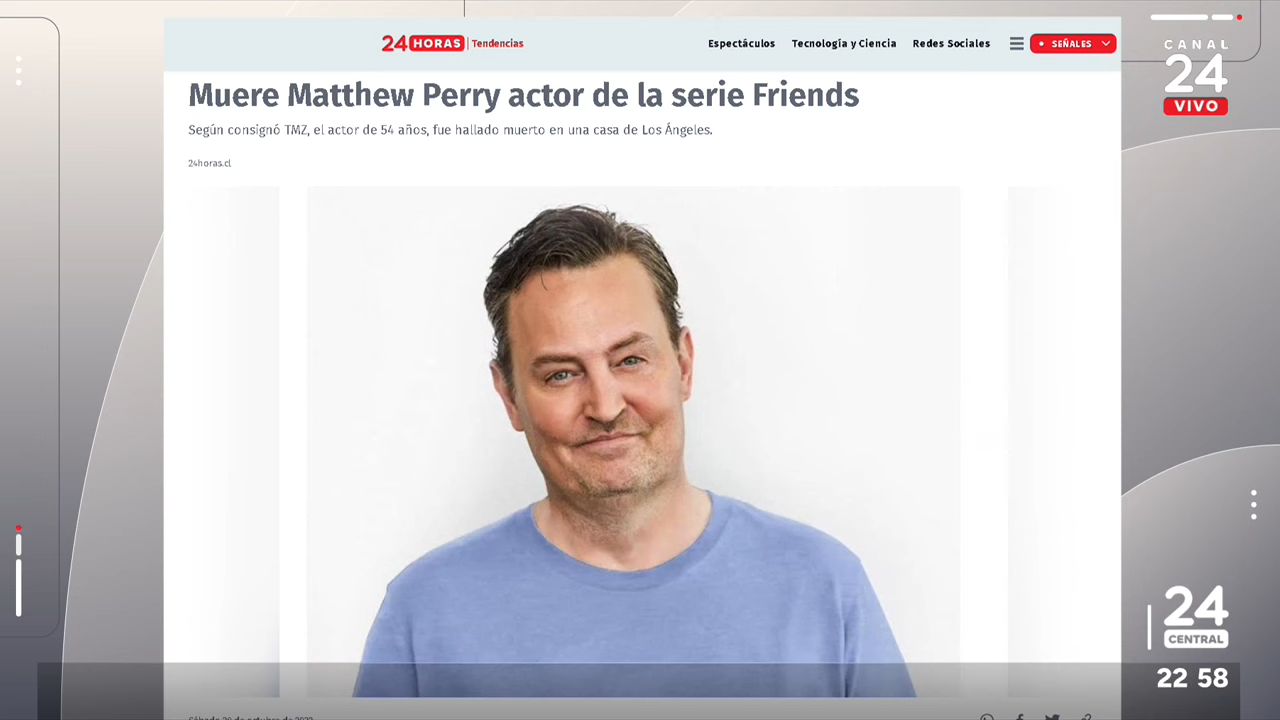 24 HORAS Tendencias
Espectáculos Tecnología y Ciencia Redes Sociales SEÑALES
CANAL
24
VIVO
Muere Matthew Perry actor de la serie Friends
Según consignó TMZ, el actor de 54 años, fue hallado muerto en una casa de Los Ángeles.
24horas.cl
24
CENTRAL
22 58